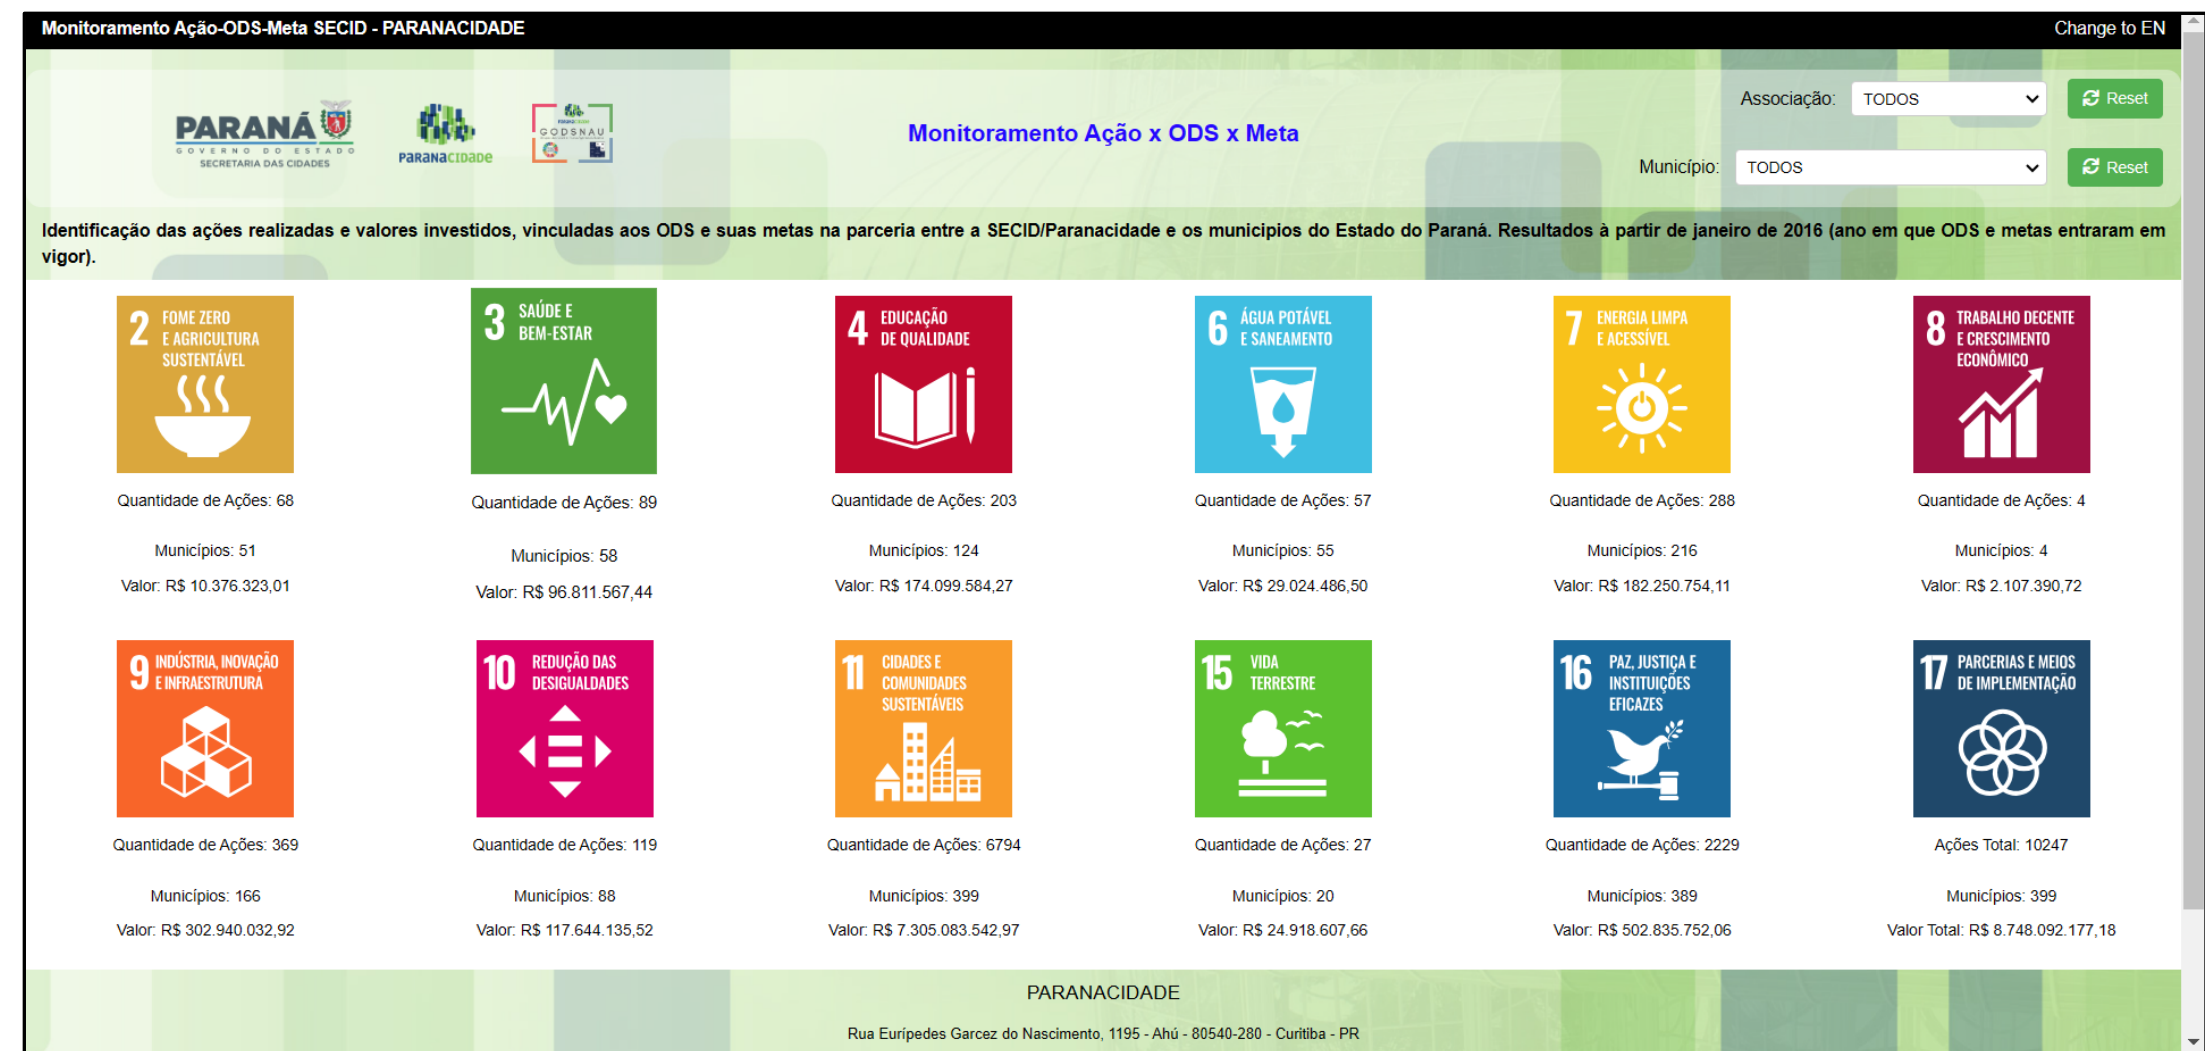 Monitoramento Ação-ODS-Meta SECID - PARANACIDADE
Change to EN
PARANÁ
GOVERNO DO ESTADO
SECRETARIA DAS CIDADES
PARANACIDADE
GODSNAU
Monitoramento Ação x ODS x Meta
Associação: TODOS Reset
Município: TODOS Reset
Identificação das ações realizadas e valores investidos, vinculadas aos ODS e suas metas na parceria entre a SECID/Paranacidade e os municipios do Estado do Paraná. Resultados à partir de janeiro de 2016 (ano em que ODS e metas entraram em
vigor).
2 FOME ZERO
E AGRICULTURA
SUSTENTÁVEL
Quantidade de Ações: 68
Municípios: 51
Valor: R$ 10.376.323,01
3 SAÚDE E
BEM-ESTAR
Quantidade de Ações: 89
Municípios: 58
Valor: R$ 96.811.567,44
4 EDUCAÇÃO
DE QUALIDADE
Quantidade de Ações: 203
Municípios: 124
Valor: R$ 174.099.584,27
6 ÁGUA POTÁVEL
E SANEAMENTO
Quantidade de Ações: 57
Municípios: 55
Valor: R$ 29.024.486,50
7 ENERGIA LIMPA
E ACESSÍVEL
Quantidade de Ações: 288
Municípios: 216
Valor: R$ 182.250.754,11
8 TRABALHO DECENTE
E CRESCIMENTO
ECONÔMICO
Quantidade de Ações: 4
Municípios: 4
Valor: R$ 2.107.390,72
9 INDÚSTRIA, INOVAÇÃO
E INFRAESTRUTURA
Quantidade de Ações: 369
Municípios: 166
Valor: R$ 302.940.032,92
10 REDUÇÃO DAS
DESIGUALDADES
Quantidade de Ações: 119
Municípios: 88
Valor: R$ 117.644.135,52
11 CIDADES E
COMUNIDADES
SUSTENTÁVEIS
Quantidade de Ações: 6794
Municípios: 399
Valor: R$ 7.305.083.542,97
15 VIDA
TERRESTRE
Quantidade de Ações: 27
Municípios: 20
Valor: R$ 24.918.607,66
16 PAZ, JUSTIÇA E
INSTITUIÇÕES
EFICAZES
Quantidade de Ações: 2229
Municípios: 389
Valor: R$ 502.835.752,06
17 PARCERIAS E MEIOS
DE IMPLEMENTAÇÃO
Ações Total: 10247
Municípios: 399
Valor Total: R$ 8.748.092.177,18
PARANACIDADE
Rua Eurípedes Garcez do Nascimento, 1195 - Ahú - 80540-280 - Curitiba - PR